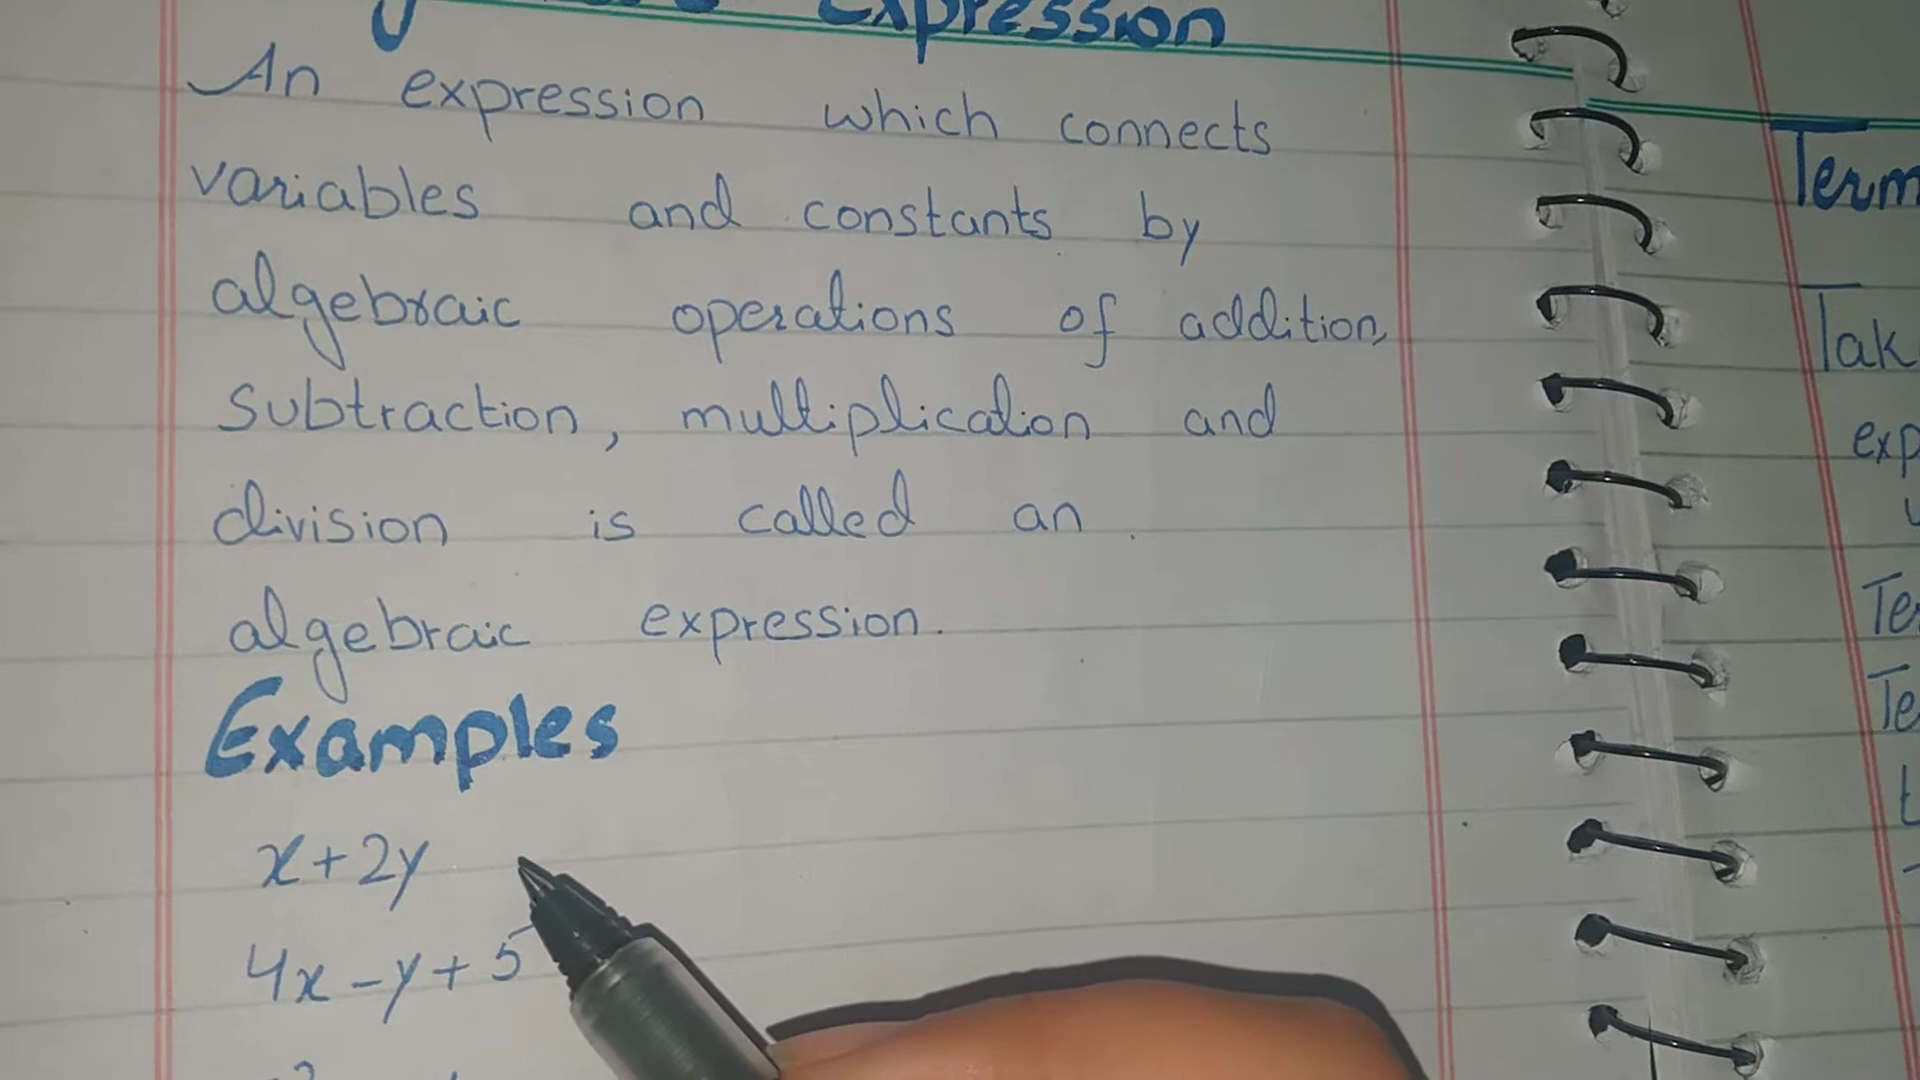 Expression
An expression which connects
variables and constants by
algebraic operations of addition,
subtraction, multiplication and
division is called an
algebraic expression.
Examples
x+2y
4x-y+5
Term
Tak
exp
Te
Te